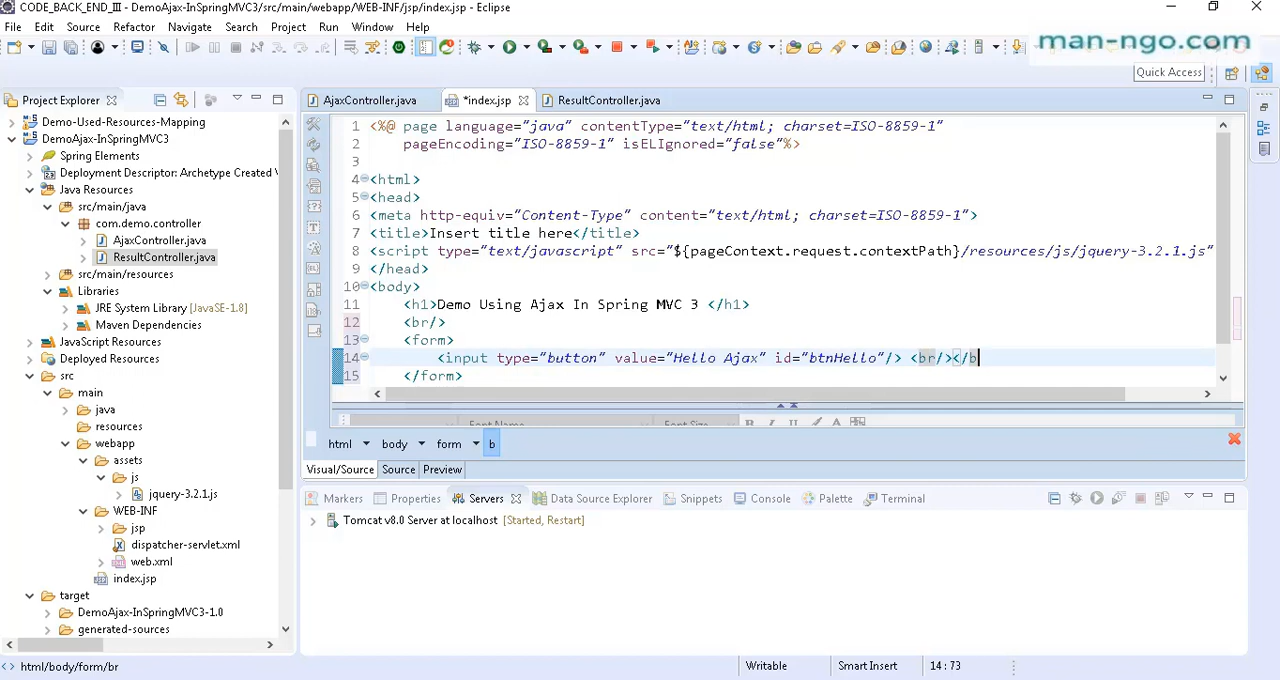 CODE_BACK_END_III - DemoAjax-InSpringMVC3/src/main/webapp/WEB-INF/jsp/index.jsp - Eclipse
File Edit Source Refactor Navigate Search Project Run Window Help
man-ngo.com
Quick Access
Project Explorer
AjaxController.java *index.jsp ResultController.java
Demo-Used-Resources-Mapping
DemoAjax-InSpringMVC3
Spring Elements
Deployment Descriptor: Archetype Created V
Java Resources
src/main/java
com.demo.controller
AjaxController.java
ResultController.java
src/main/resources
Libraries
JRE System Library [JavaSE-1.8]
Maven Dependencies
JavaScript Resources
Deployed Resources
src
main
java
resources
webapp
assets
js
jquery-3.2.1.js
WEB-INF
jsp
dispatcher-servlet.xml
web.xml
index.jsp
target
DemoAjax-InSpringMVC3-1.0
generated-sources
1 <%@ page language="java" contentType="text/html; charset=ISO-8859-1"
2 pageEncoding="ISO-8859-1" isELIgnored="false"%>
3
4 <html>
5 <head>
6 <meta http-equiv="Content-Type" content="text/html; charset=ISO-8859-1">
7 <title>Insert title here</title>
8 <script type="text/javascript" src="${pageContext.request.contextPath}/resources/js/jquery-3.2.1.js"
9 </head>
10 <body>
11 <h1>Demo Using Ajax In Spring MVC 3 </h1>
12 <br/>
13 <form>
14 <input type="button" value="Hello Ajax" id="btnHello"/> <br/></b
15 </form>
Font Name Font Size B I U
html body form b
Visual/Source Source Preview
Markers Properties Servers Data Source Explorer Snippets Console Palette Terminal
Tomcat v8.0 Server at localhost [Started, Restart]
html/body/form/br Writable Smart Insert 14 : 73